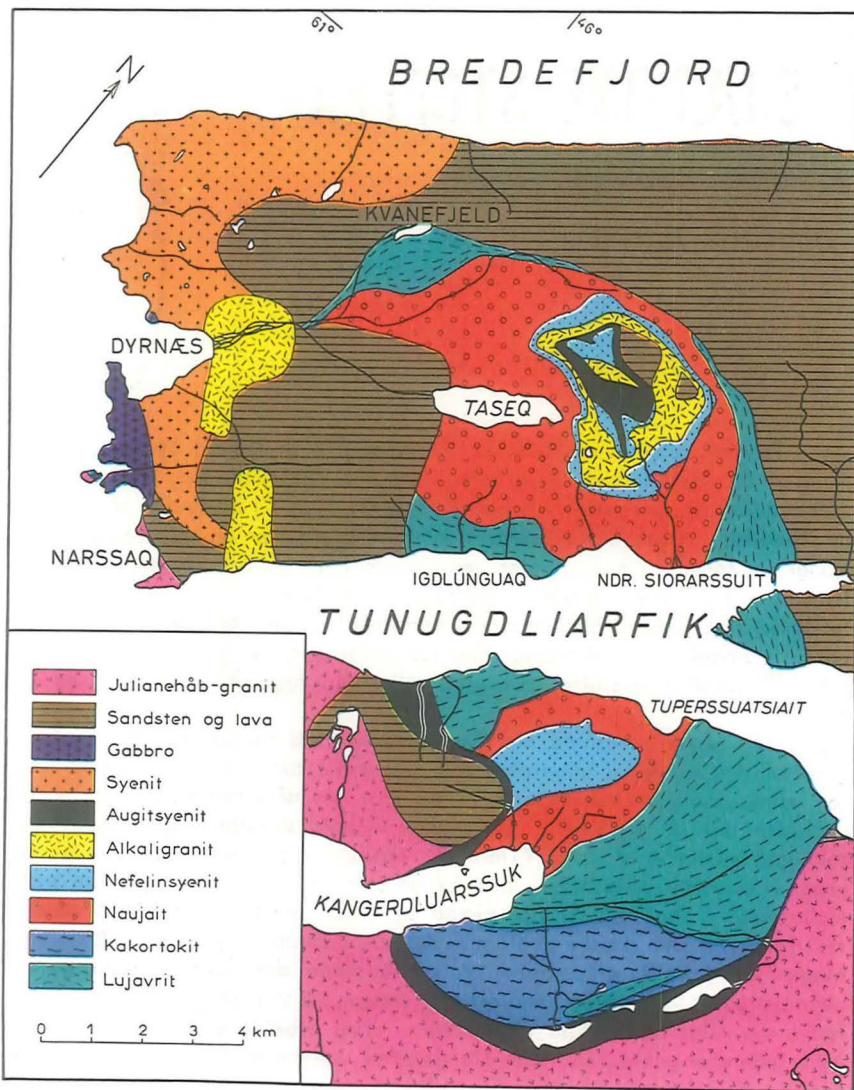 61°
46°
N
BREDEFJORD
KVANEFJELD
DYRNÆS
TASEQ
NARSSAQ
IGDLÚNGUAQ
NDR. SIORARSSUIT
TUNUGDLIARFIK
TUPERSSUATSIAIT
KANGERDLUARSSUK
Julianehåb-granit
Sandsten og lava
Gabbro
Syenit
Augitsyenit
Alkaligranit
Nefelinsyenit
Naujait
Kakortokit
Lujavrit
0 1 2 3 4 km